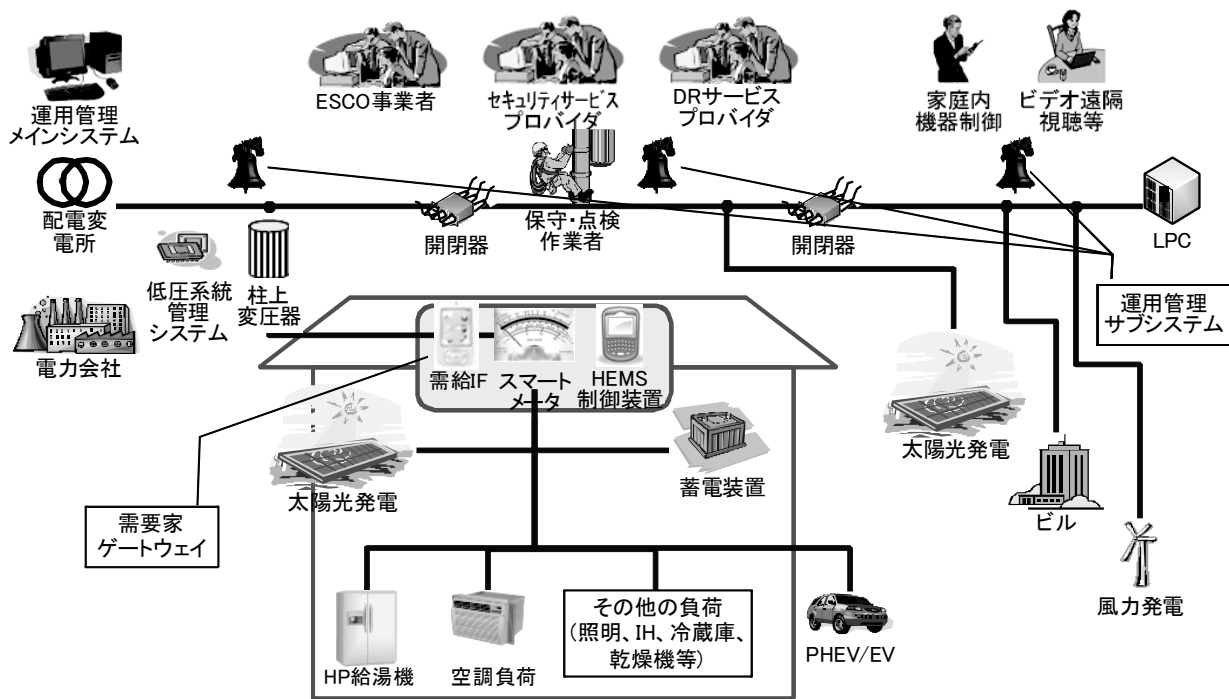 運用管理
メインシステム
ESCO事業者
セキュリティサービス
プロバイダ
DRサービス
プロバイダ
家庭内
機器制御
ビデオ遠隔
視聴等
配電変
電所
開閉器
保守・点検
作業者
開閉器
LPC
低圧系統
管理
システム
柱上
変圧器
運用管理
サブシステム
電力会社
需給IF
スマート
メータ
HEMS
制御装置
太陽光発電
蓄電装置
太陽光発電
ビル
需要家
ゲートウェイ
風力発電
HP給湯機
空調負荷
その他の負荷
(照明、IH、冷蔵庫、
乾燥機等)
PHEV/EV